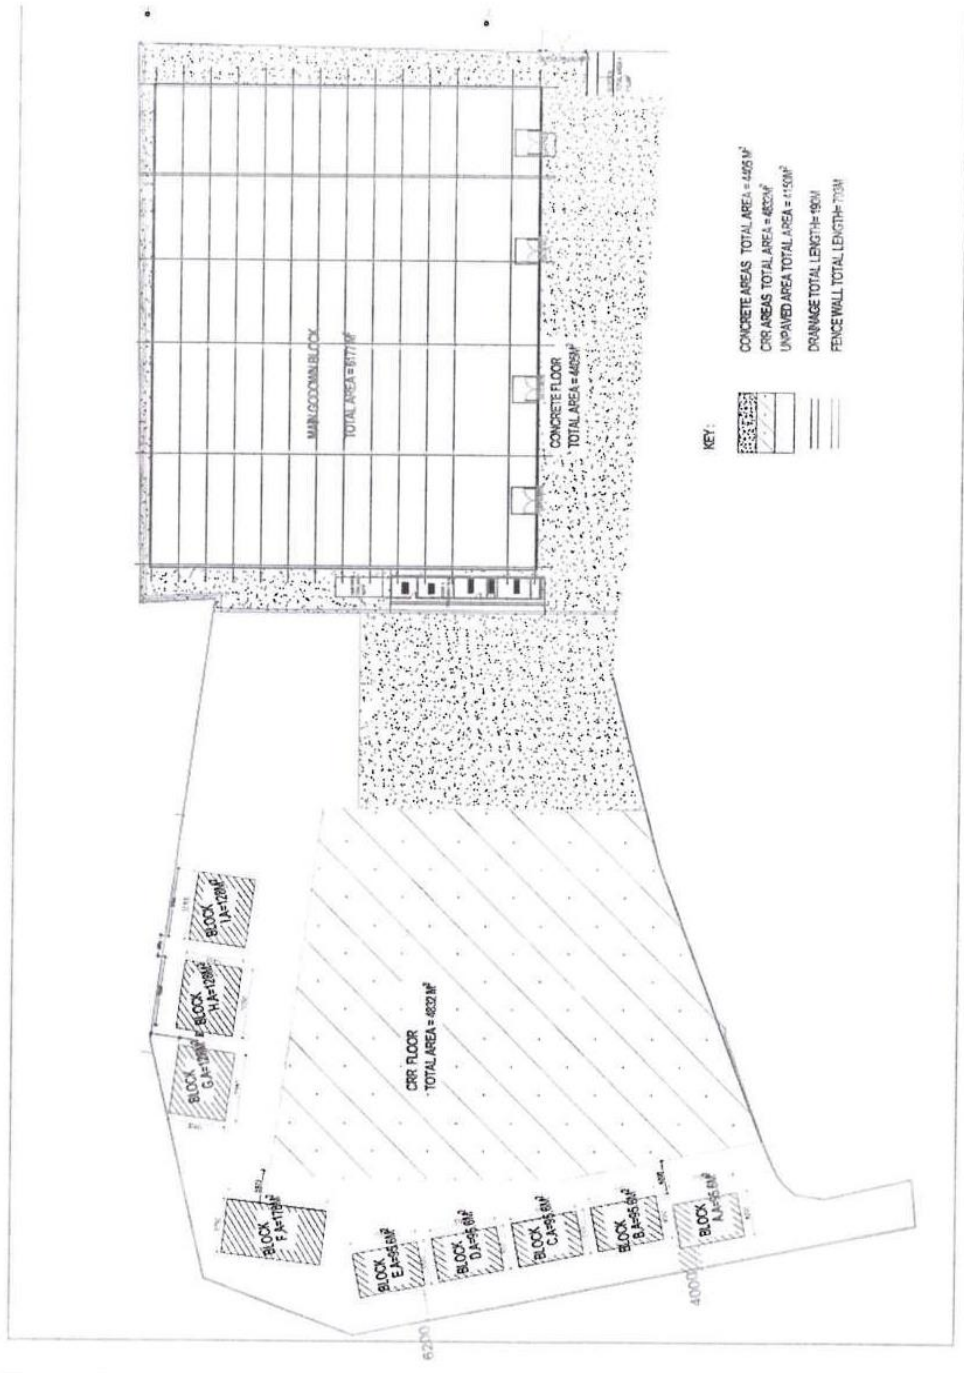 MAIN GODOWN BLOCK
TOTAL AREA = 6177M²
CONCRETE FLOOR
TOTAL AREA = 4405M²
KEY:
CONCRETE AREAS TOTAL AREA = 4405 M²
CRR AREAS TOTAL AREA = 4832M²
UNPAVED AREA TOTAL AREA = 4150M²
DRAINAGE TOTAL LENGTH= 190M
FENCE WALL TOTAL LENGTH= 703M
CRR FLOOR
TOTAL AREA = 4832 M²
BLOCK
I.A=128M²
BLOCK
H.A=128M²
BLOCK
G.A=128M²
BLOCK
F.A=178M²
BLOCK
E.A=95.6M²
BLOCK
D.A=95.6M²
BLOCK
C.A=95.6M²
BLOCK
B.A=95.6M²
BLOCK
A.A=95.6M²
6200
4000